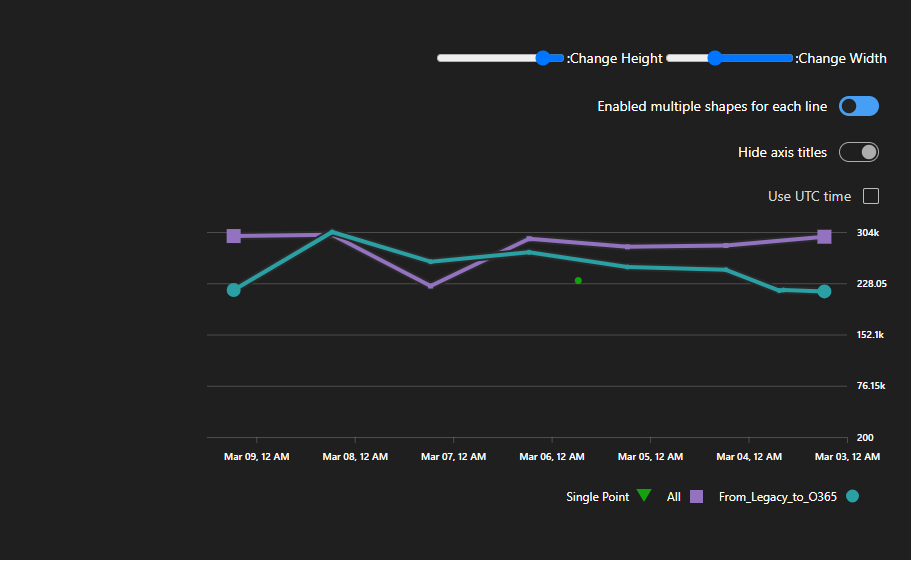 :Change Height :Change Width
Enabled multiple shapes for each line
Hide axis titles
Use UTC time
304k
228.05
152.1k
76.15k
200
Mar 09, 12 AM Mar 08, 12 AM Mar 07, 12 AM Mar 06, 12 AM Mar 05, 12 AM Mar 04, 12 AM Mar 03, 12 AM
Single Point All From_Legacy_to_O365